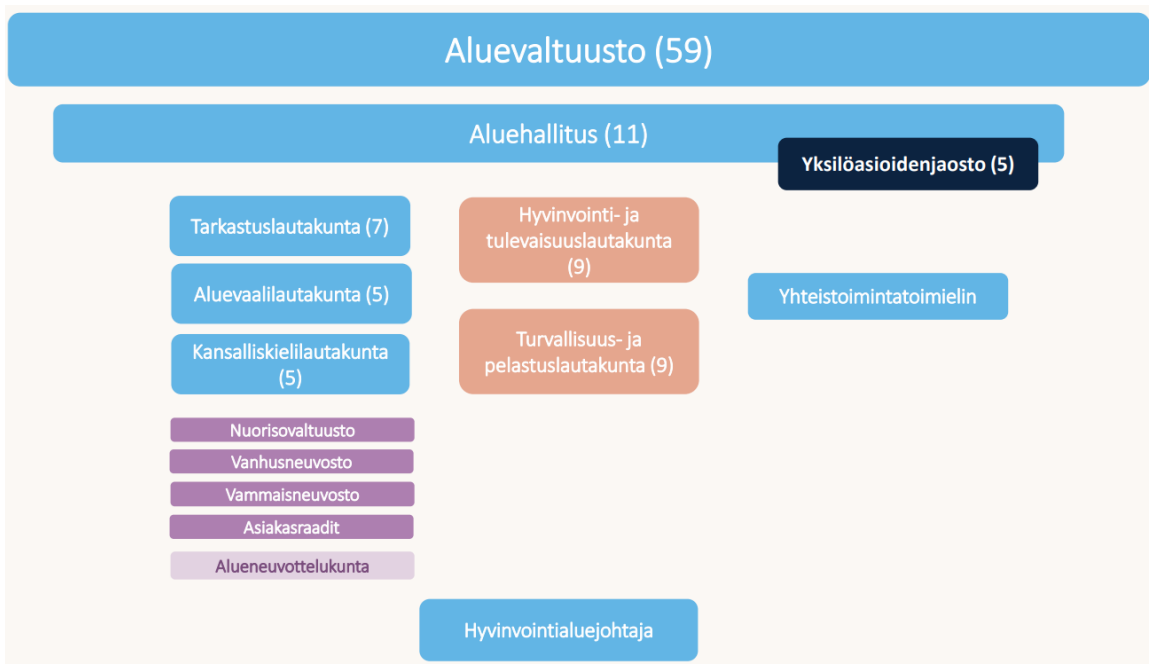 Aluevaltuusto (59)
Aluehallitus (11)
Yksilöasioidenjaosto (5)
Tarkastuslautakunta (7)
Aluevaalilautakunta (5)
Kansalliskielilautakunta
(5)
Hyvinvointi- ja
tulevaisuuslautakunta
(9)
Turvallisuus- ja
pelastuslautakunta (9)
Yhteistoimintatoimielin
Nuorisovaltuusto
Vanhusneuvosto
Vammaisneuvosto
Asiakasraadit
Alueneuvottelukunta
Hyvinvointialuejohtaja